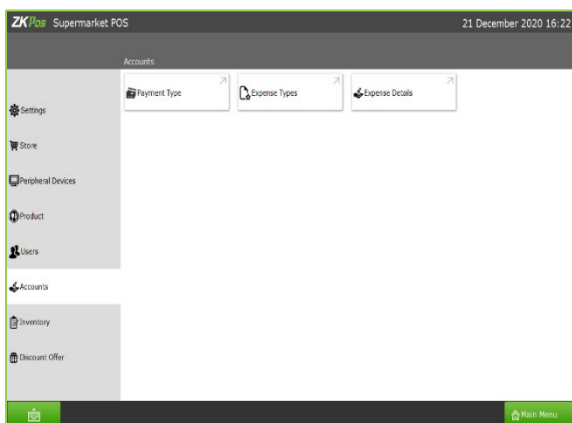 ZKPos Supermarket POS 21 December 2020 16:22
Accounts
Payment Type Expense Types Expense Details
Settings
Store
Peripheral Devices
Product
Users
Accounts
Inventory
Discount Offer
Main Menu